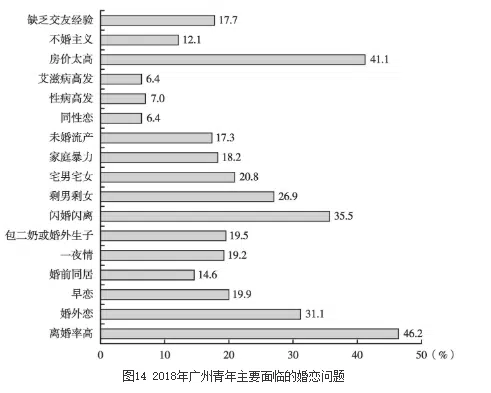 缺乏交友经验 17.7
不婚主义 12.1
房价太高 41.1
艾滋病高发 6.4
性病高发 7.0
同性恋 6.4
未婚流产 17.3
家庭暴力 18.2
宅男宅女 20.8
剩男剩女 26.9
闪婚闪离 35.5
包二奶或婚外生子 19.5
一夜情 19.2
婚前同居 14.6
早恋 19.9
婚外恋 31.1
离婚率高 46.2
0 10 20 30 40 50 (%)
图14 2018年广州青年主要面临的婚恋问题